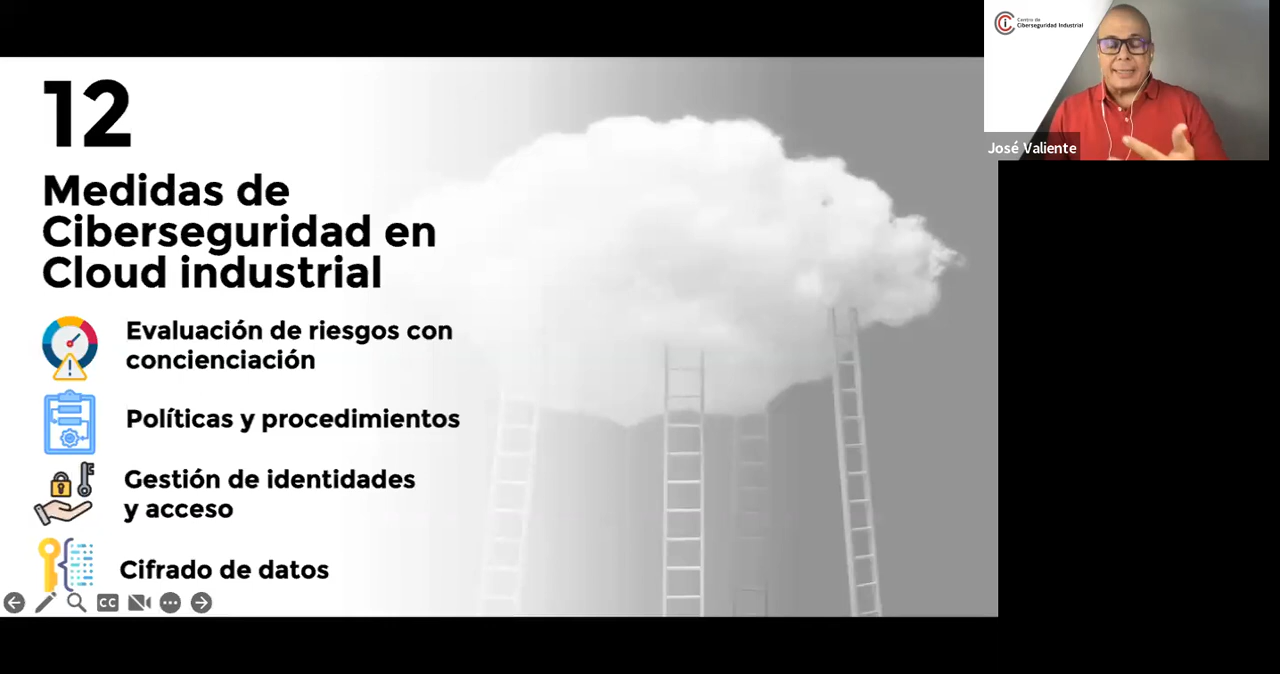 12
Medidas de
Ciberseguridad en
Cloud industrial
Evaluación de riesgos con
concienciación
Políticas y procedimientos
Gestión de identidades
y acceso
Cifrado de datos
CC
Centro de
Ciberseguridad Industrial
José Valiente